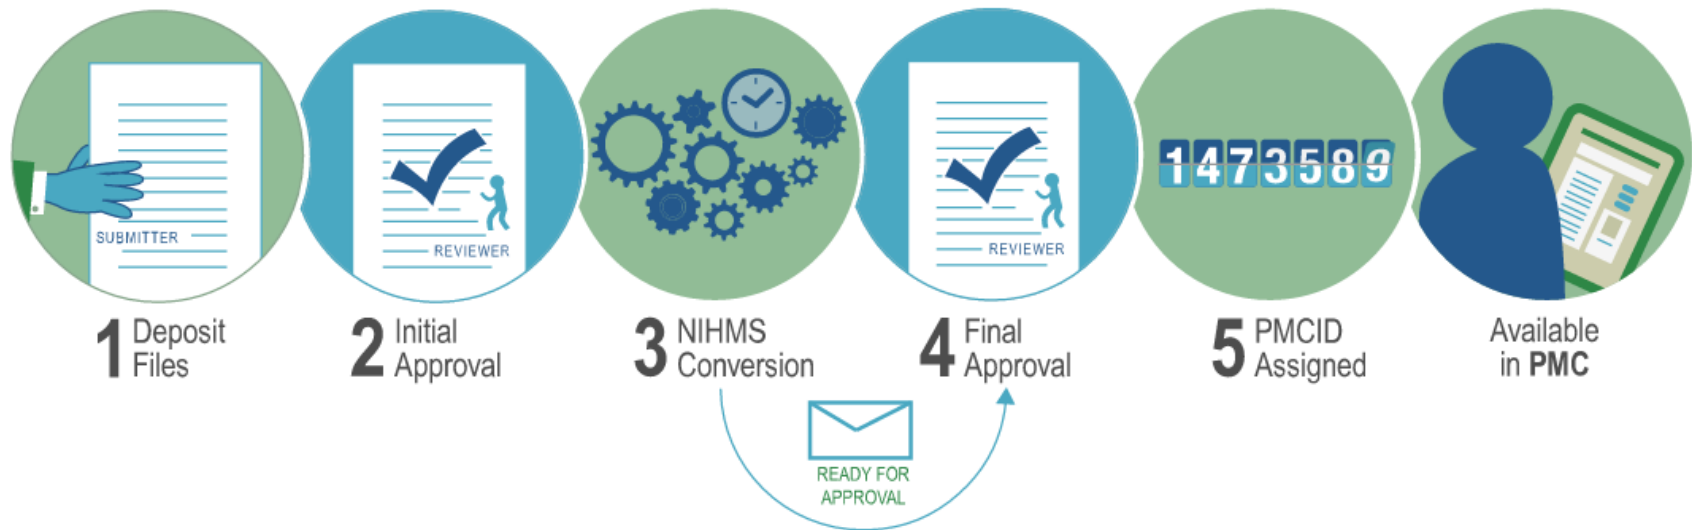 SUBMITTER
REVIEWER
REVIEWER
1473589
1 Deposit
Files
2 Initial
Approval
3 NIHMS
Conversion
4 Final
Approval
5 PMCID
Assigned
Available
in PMC
READY FOR
APPROVAL